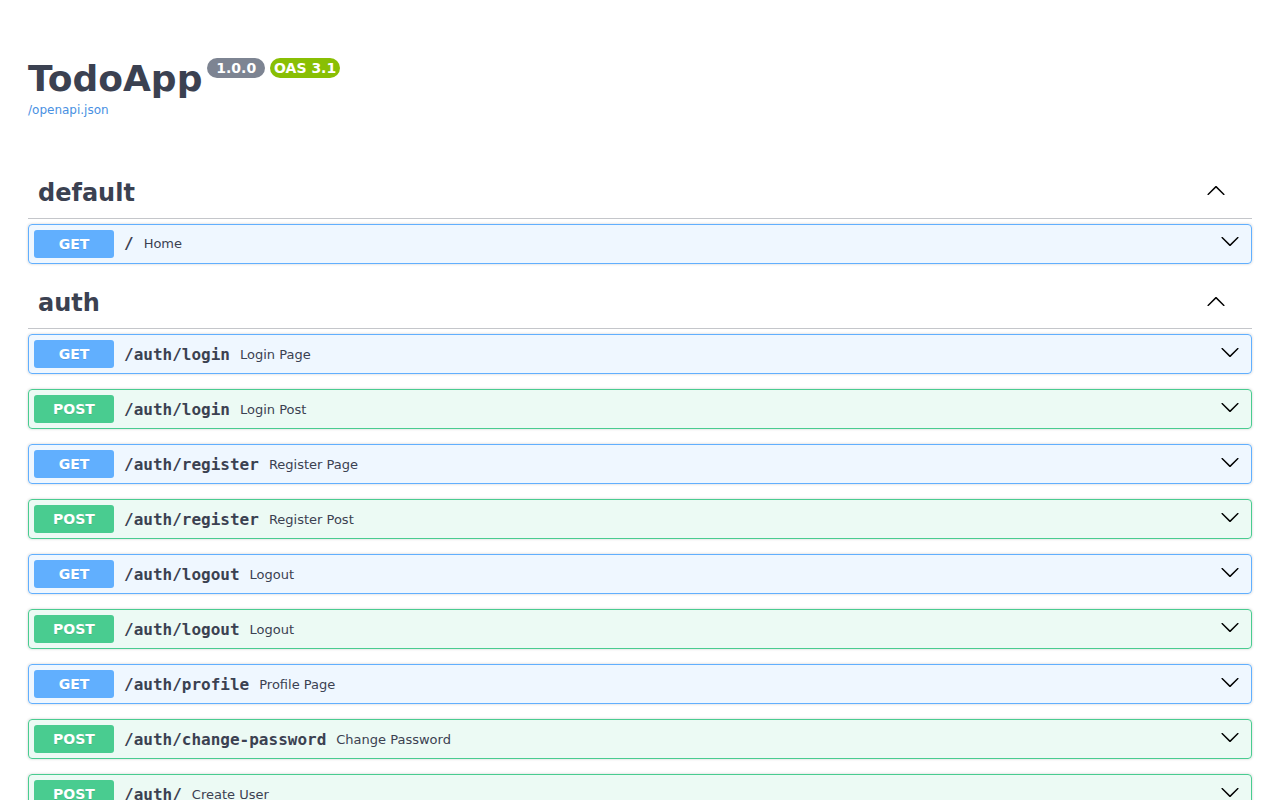 TodoApp 1.0.0 OAS 3.1
/openapi.json
default
GET / Home
auth
GET /auth/login Login Page
POST /auth/login Login Post
GET /auth/register Register Page
POST /auth/register Register Post
GET /auth/logout Logout
POST /auth/logout Logout
GET /auth/profile Profile Page
POST /auth/change-password Change Password
POST /auth/ Create User